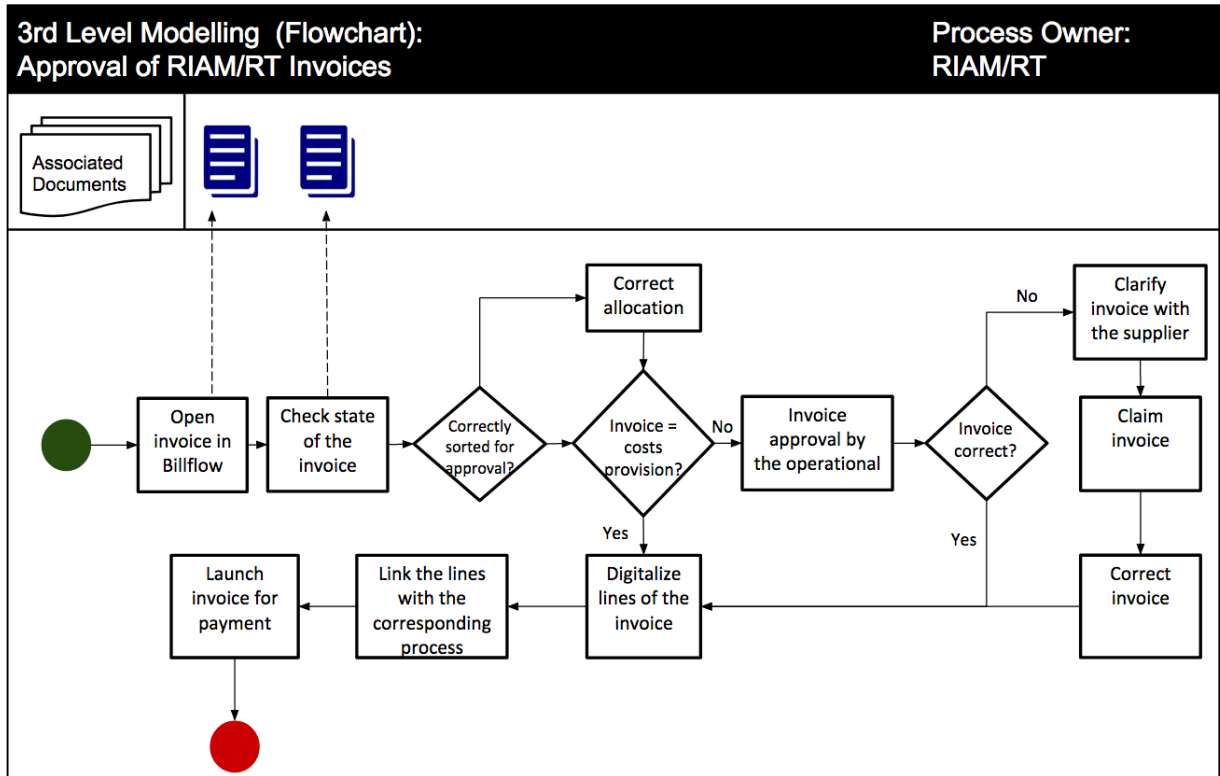 3rd Level Modelling (Flowchart):
Approval of RIAM/RT Invoices
Process Owner:
RIAM/RT
Associated
Documents
Correct
allocation
No
Clarify
invoice with
the supplier
Open
invoice in
Billflow
Check state
of the
invoice
Correctly
sorted for
approval?
Invoice =
costs
provision?
No
Invoice
approval by
the operational
Invoice
correct?
Claim
invoice
Yes
Yes
Launch
invoice for
payment
Link the lines
with the
corresponding
process
Digitalize
lines of the
invoice
Correct
invoice